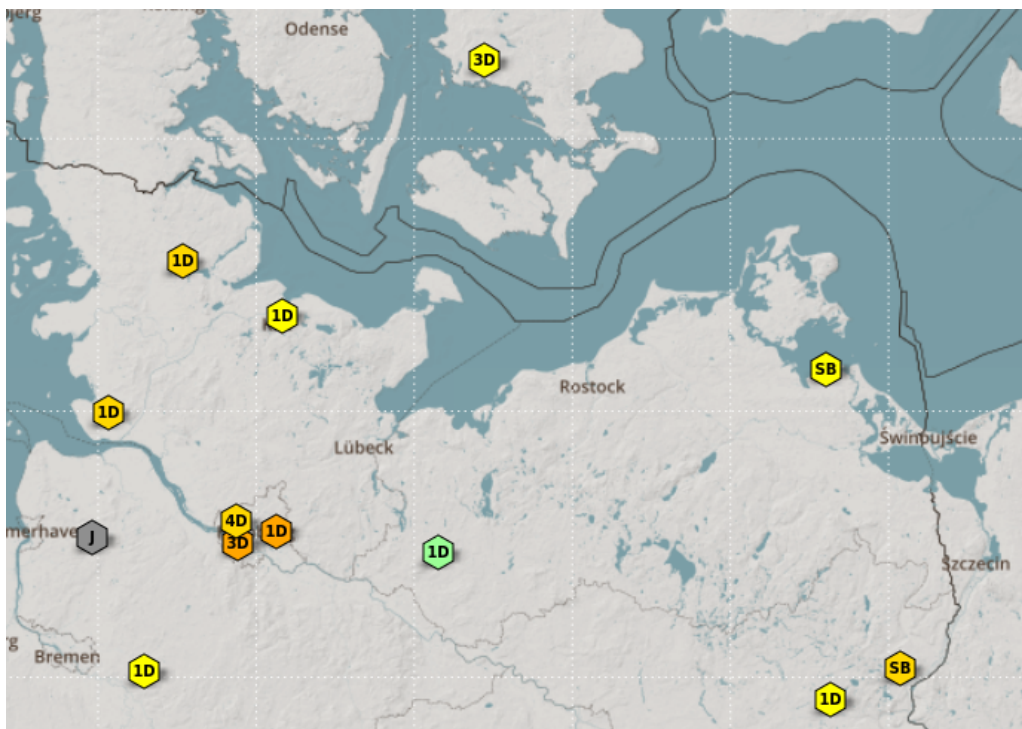 Odense
3D
1D
1D
SB
Rostock
1D
Świnoujście
Lübeck
4D
1D
3D
J
1D
Szczecin
Bremen
1D
SB
1D